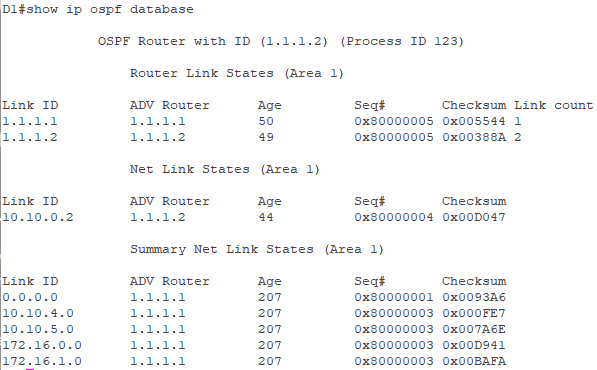 D1#show ip ospf database
OSPF Router with ID (1.1.1.2) (Process ID 123)
Router Link States (Area 1)
Link ID ADV Router Age Seq# Checksum Link count
1.1.1.1 1.1.1.1 50 0x80000005 0x005544 1
1.1.1.2 1.1.1.2 49 0x80000005 0x00388A 2
Net Link States (Area 1)
Link ID ADV Router Age Seq# Checksum
10.10.0.2 1.1.1.2 44 0x80000004 0x00D047
Summary Net Link States (Area 1)
Link ID ADV Router Age Seq# Checksum
0.0.0.0 1.1.1.1 207 0x80000001 0x0093A6
10.10.4.0 1.1.1.1 207 0x80000003 0x000FE7
10.10.5.0 1.1.1.1 207 0x80000003 0x007A6E
172.16.0.0 1.1.1.1 207 0x80000003 0x00D941
172.16.1.0 1.1.1.1 207 0x80000003 0x00BAFA